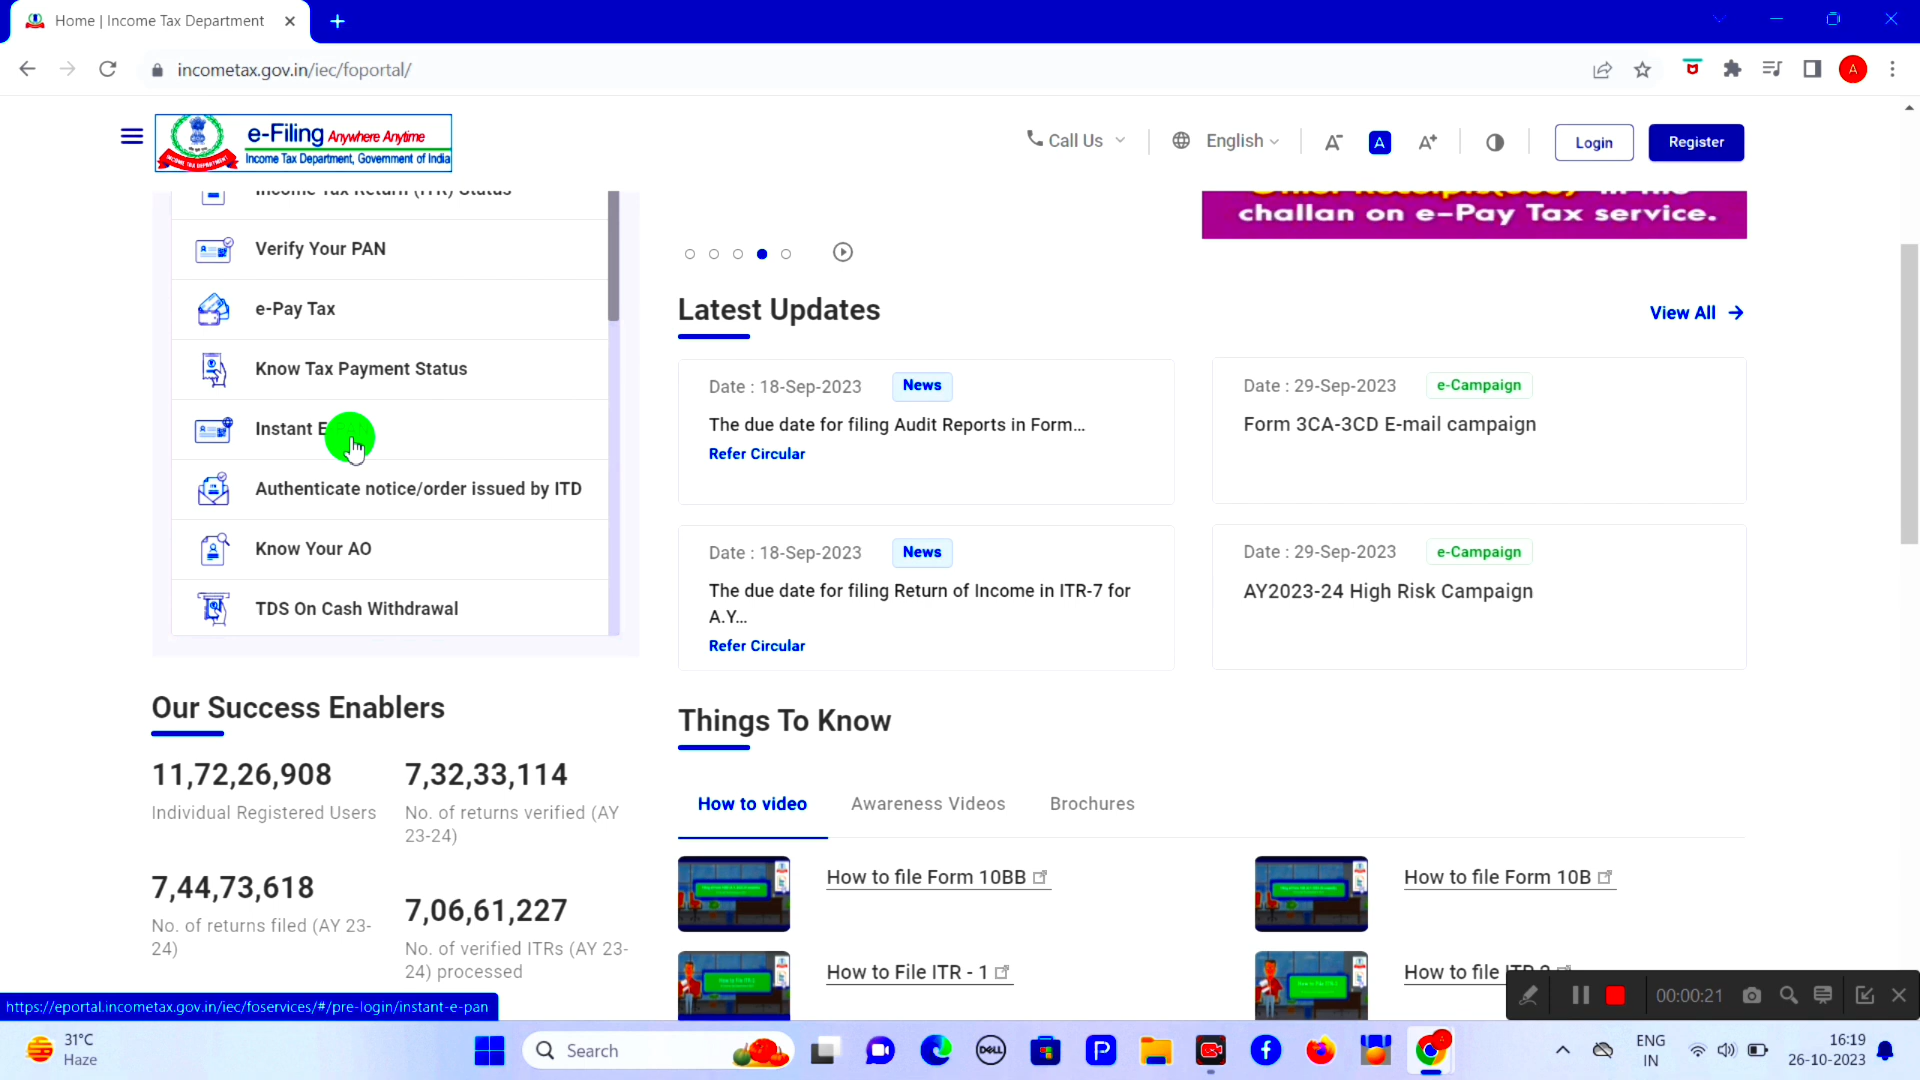 Home | Income Tax Department
incometax.gov.in/iec/foportal/
A
e-Filing Anywhere Anytime
Income Tax Department, Government of India
Call Us
English
A-
A
A+
Login
Register
Income Tax Return (ITR) Status
Verify Your PAN
e-Pay Tax
Know Tax Payment Status
Instant E
Authenticate notice/order issued by ITD
Know Your AO
TDS On Cash Withdrawal
challan on e-Pay Tax service.
Latest Updates
View All
Date : 18-Sep-2023
News
The due date for filing Audit Reports in Form...
Refer Circular
Date : 29-Sep-2023
e-Campaign
Form 3CA-3CD E-mail campaign
Date : 18-Sep-2023
News
The due date for filing Return of Income in ITR-7 for
A.Y...
Refer Circular
Date : 29-Sep-2023
e-Campaign
AY2023-24 High Risk Campaign
Our Success Enablers
11,72,26,908
Individual Registered Users
7,32,33,114
No. of returns verified (AY
23-24)
7,44,73,618
No. of returns filed (AY 23-
24)
7,06,61,227
No. of verified ITRs (AY 23-
24) processed
Things To Know
How to video
Awareness Videos
Brochures
How to file Form 10BB
How to file Form 10B
How to File ITR - 1
How to file
00:00:21
https://eportal.incometax.gov.in/iec/foservices/#/pre-login/instant-e-pan
31°C
Haze
Search
DELL
ENG
IN
16:19
26-10-2023